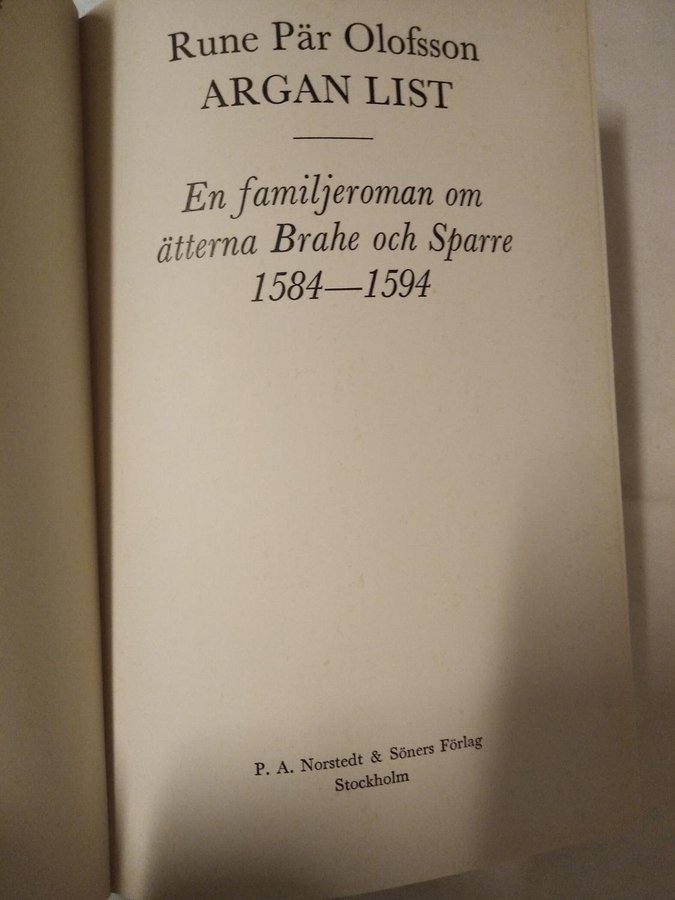 Rune Pär Olofsson
ARGAN LIST
En familjeroman om
ätterna Brahe och Sparre
1584—1594
P. A. Norstedt & Söners Förlag
Stockholm